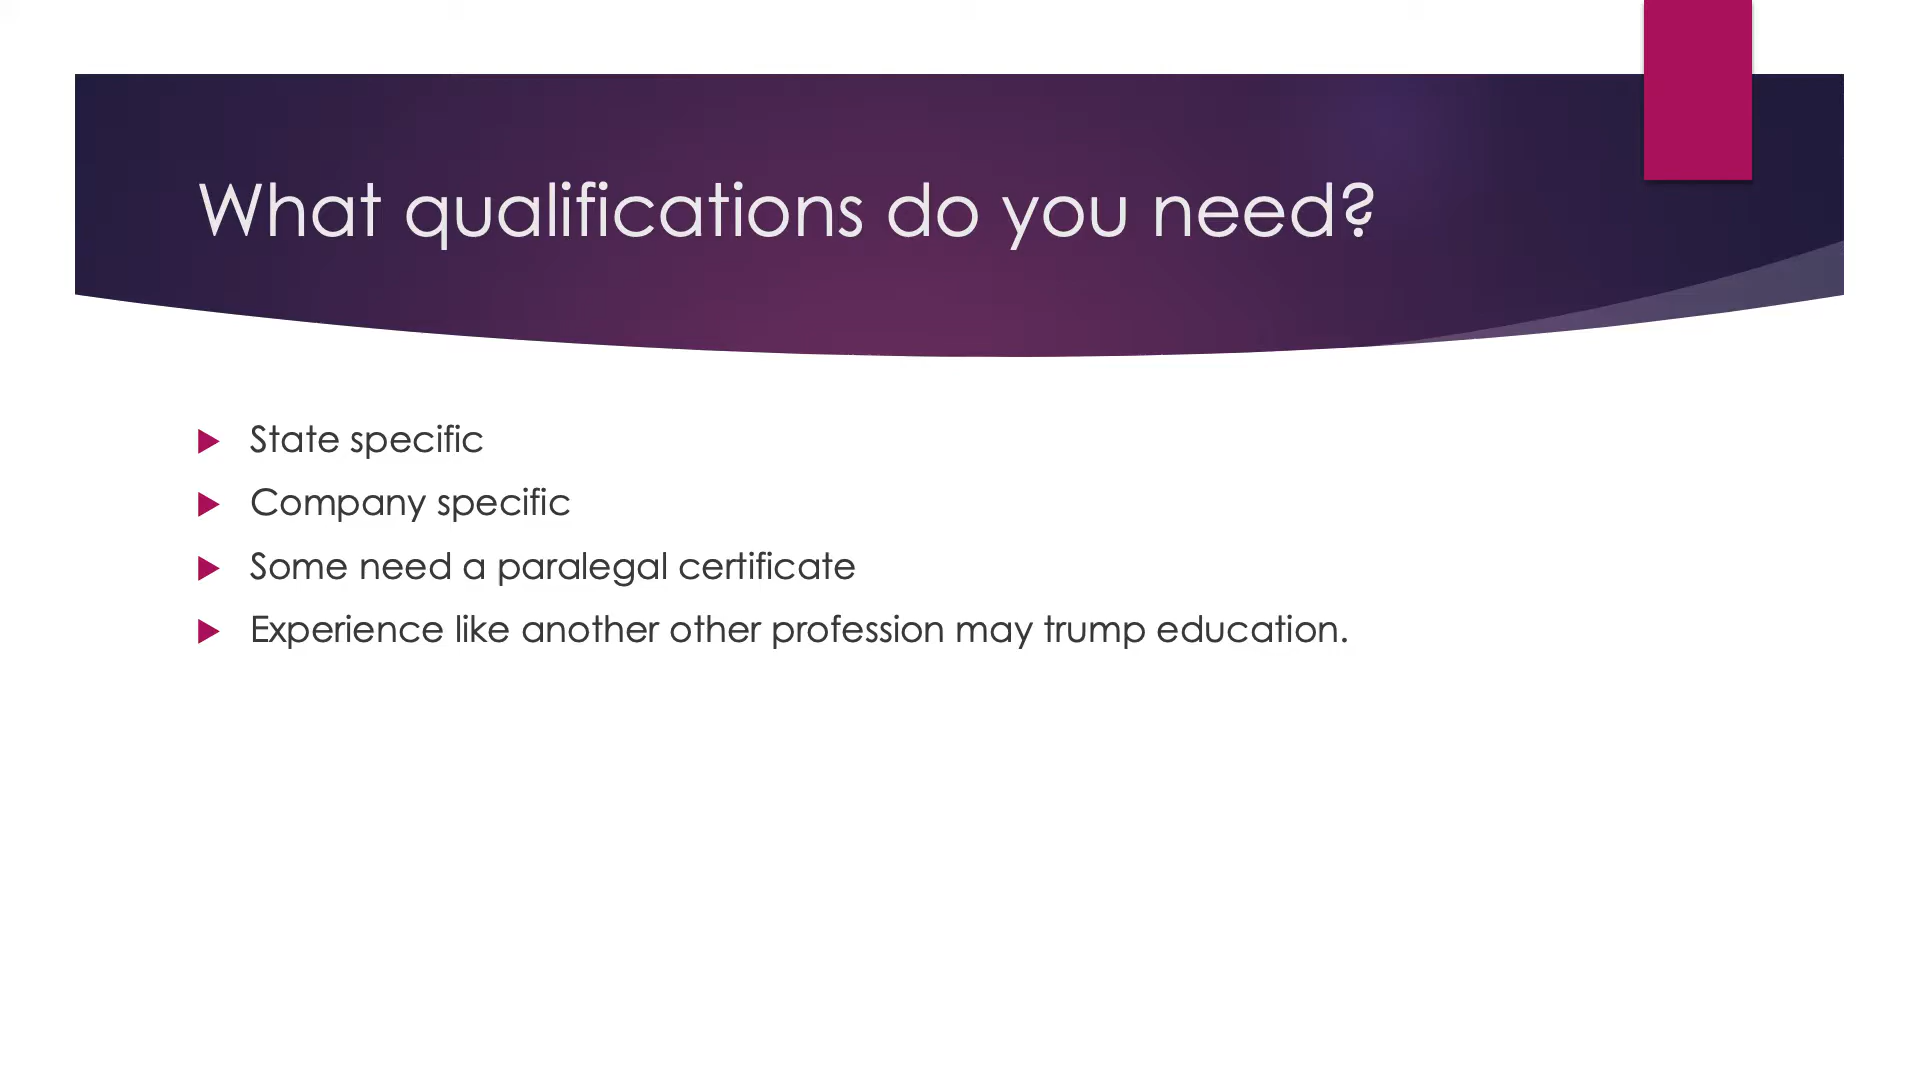 What qualifications do you need?
State specific
Company specific
Some need a paralegal certificate
Experience like another other profession may trump education.